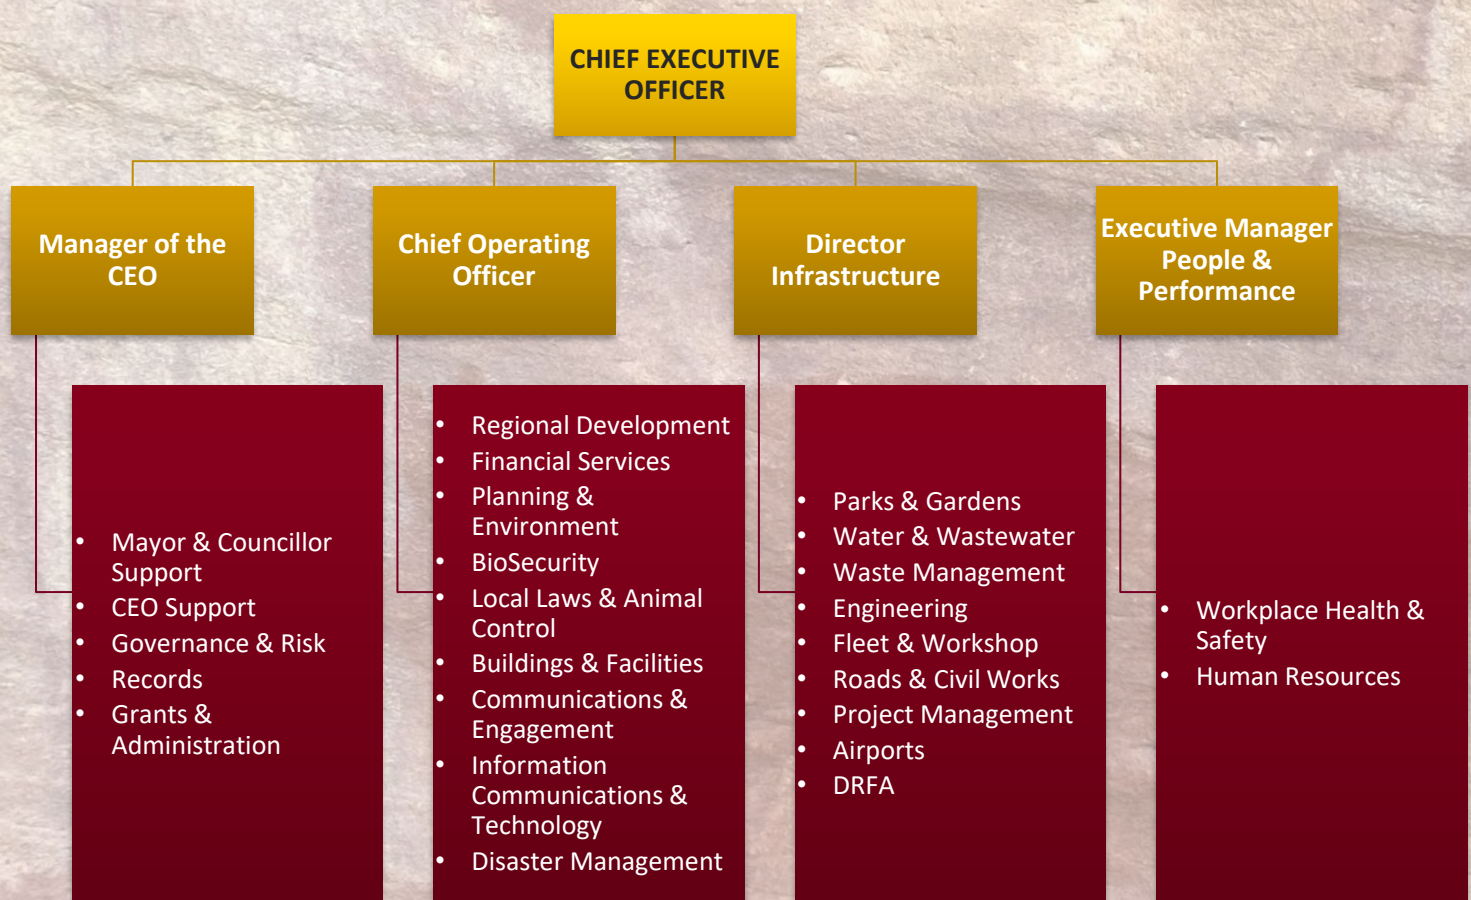 CHIEF EXECUTIVE
OFFICER
Manager of the
CEO
Chief Operating
Officer
Director
Infrastructure
Executive Manager
People &
Performance
• Mayor & Councillor
Support
• CEO Support
• Governance & Risk
• Records
• Grants &
Administration
• Regional Development
• Financial Services
• Planning &
Environment
• BioSecurity
• Local Laws & Animal
Control
• Buildings & Facilities
• Communications &
Engagement
• Information
Communications &
Technology
• Disaster Management
• Parks & Gardens
• Water & Wastewater
• Waste Management
• Engineering
• Fleet & Workshop
• Roads & Civil Works
• Project Management
• Airports
• DRFA
• Workplace Health &
Safety
• Human Resources